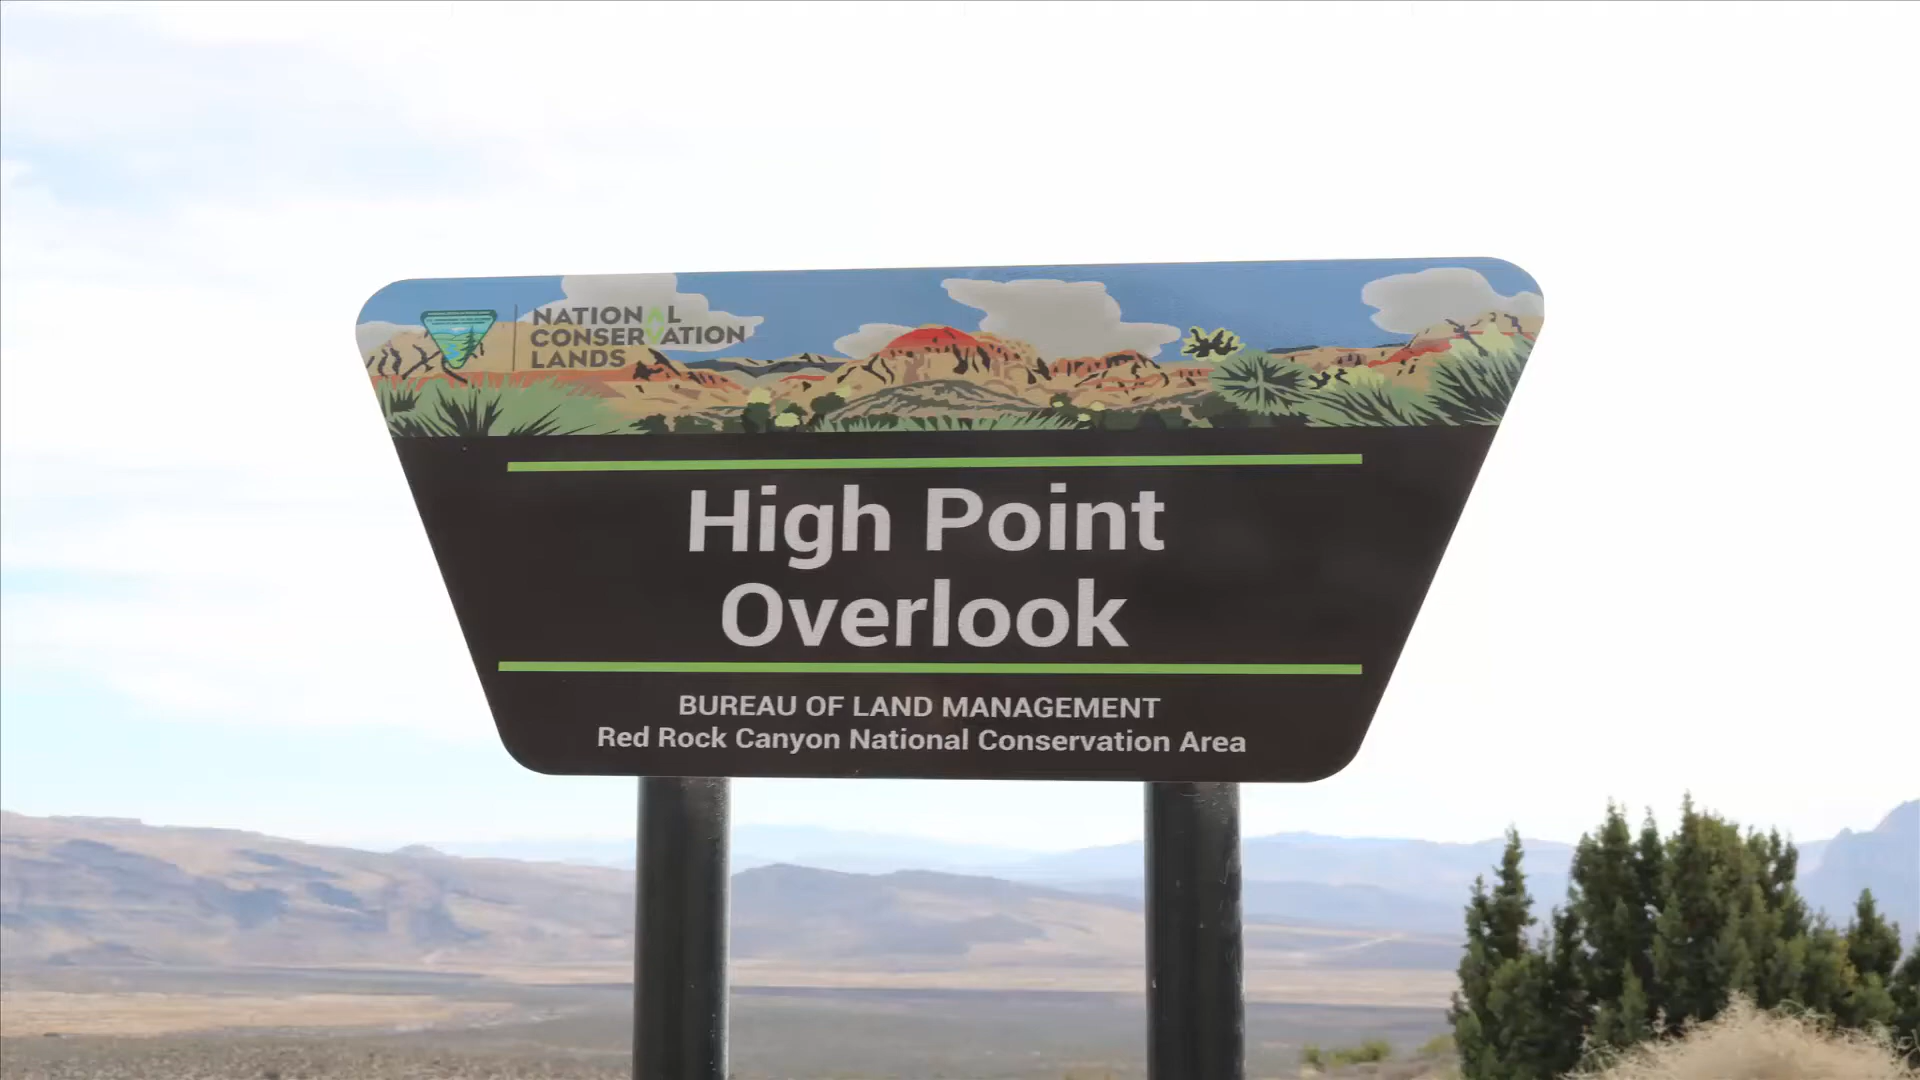 NATIONAL
CONSERVATION
LANDS
High Point
Overlook
BUREAU OF LAND MANAGEMENT
Red Rock Canyon National Conservation Area